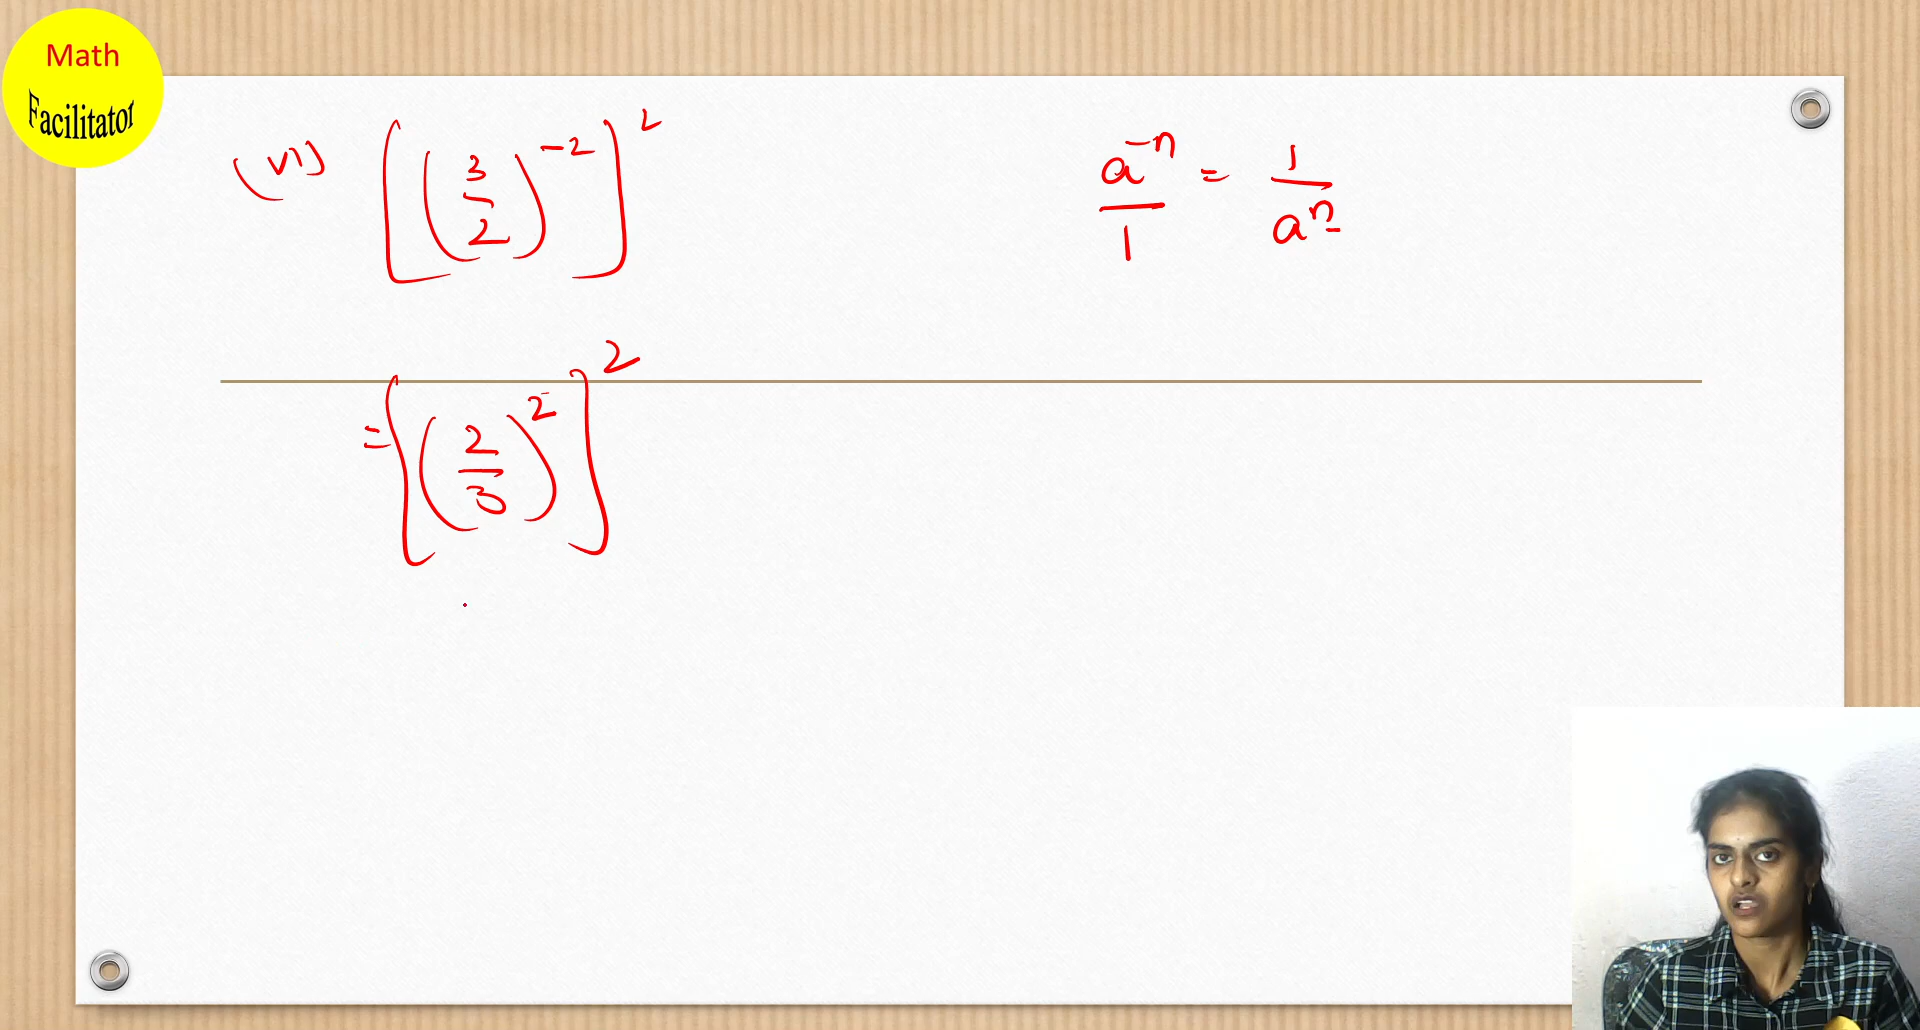 Math
Facilitator
(vi) [(3/2)^-2]^2
a^-n/1 = 1/a^n
= [(2/3)^2]^2